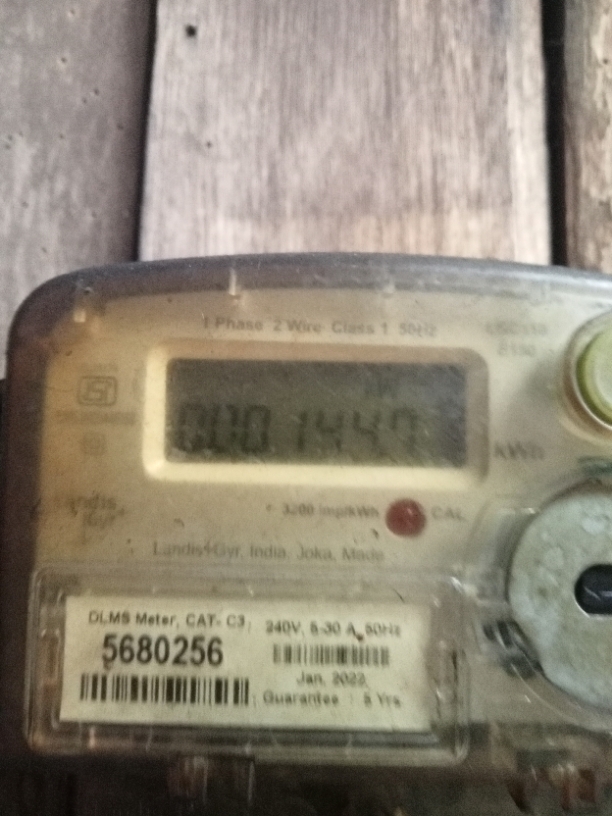 1 Phase 2 Wire Class 1 50Hz
E150
kWh
Landis
Gyr+
3200 imp/kWh CAL
Landis+Gyr, India, Joka, Made
DLMS Meter, CAT- C3, 240V, 5-30 A, 50Hz
5680256
Jan, 2022
Guarantee : 5 Yrs